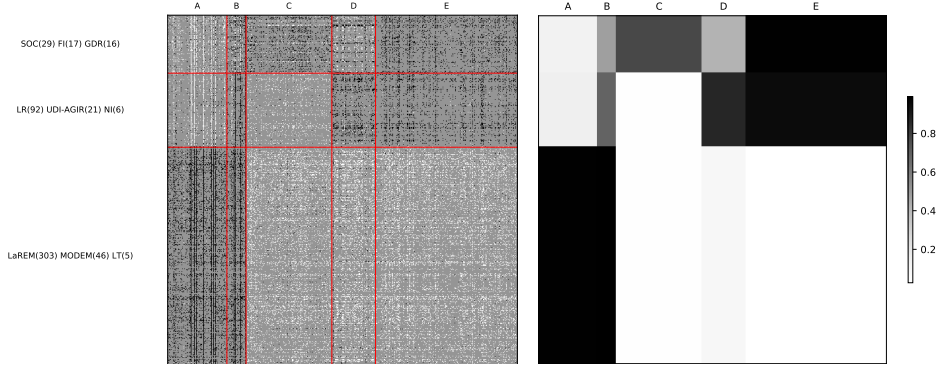 A B C D E
A B C D E
SOC(29) FI(17) GDR(16)
LR(92) UDI-AGIR(21) NI(6)
LaREM(303) MODEM(46) LT(5)
0.8
0.6
0.4
0.2